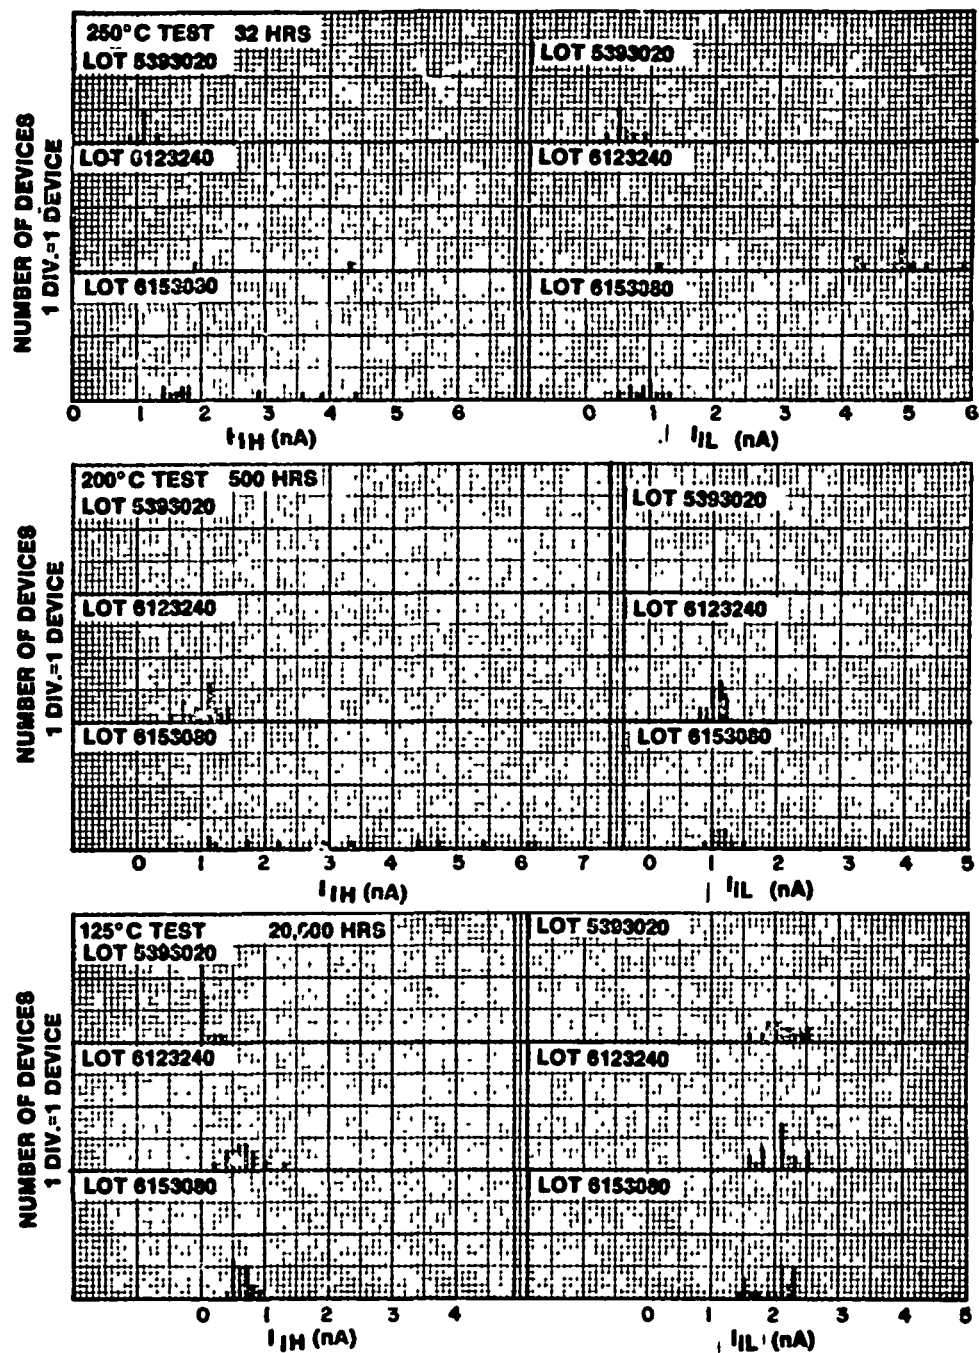 250°C TEST 32 HRS
LOT 5393020
LOT 5393020
LOT 6123240
LOT 6123240
LOT 6153080
LOT 6153080
NUMBER OF DEVICES
1 DIV.=1 DEVICE
0 1 2 3 4 5 6 0 1 2 3 4 5 6
IIH (nA) IIL (nA)
200°C TEST 500 HRS
LOT 5393020
LOT 5393020
LOT 6123240
LOT 6123240
LOT 6153080
LOT 6153080
NUMBER OF DEVICES
1 DIV.=1 DEVICE
0 1 2 3 4 5 6 7 0 1 2 3 4 5
IIH (nA) IIL (nA)
125°C TEST 20,000 HRS
LOT 5393020
LOT 5393020
LOT 6123240
LOT 6123240
LOT 6153080
LOT 6153080
NUMBER OF DEVICES
1 DIV.=1 DEVICE
0 1 2 3 4 0 1 2 3 4 5
IIH (nA) IIL (nA)